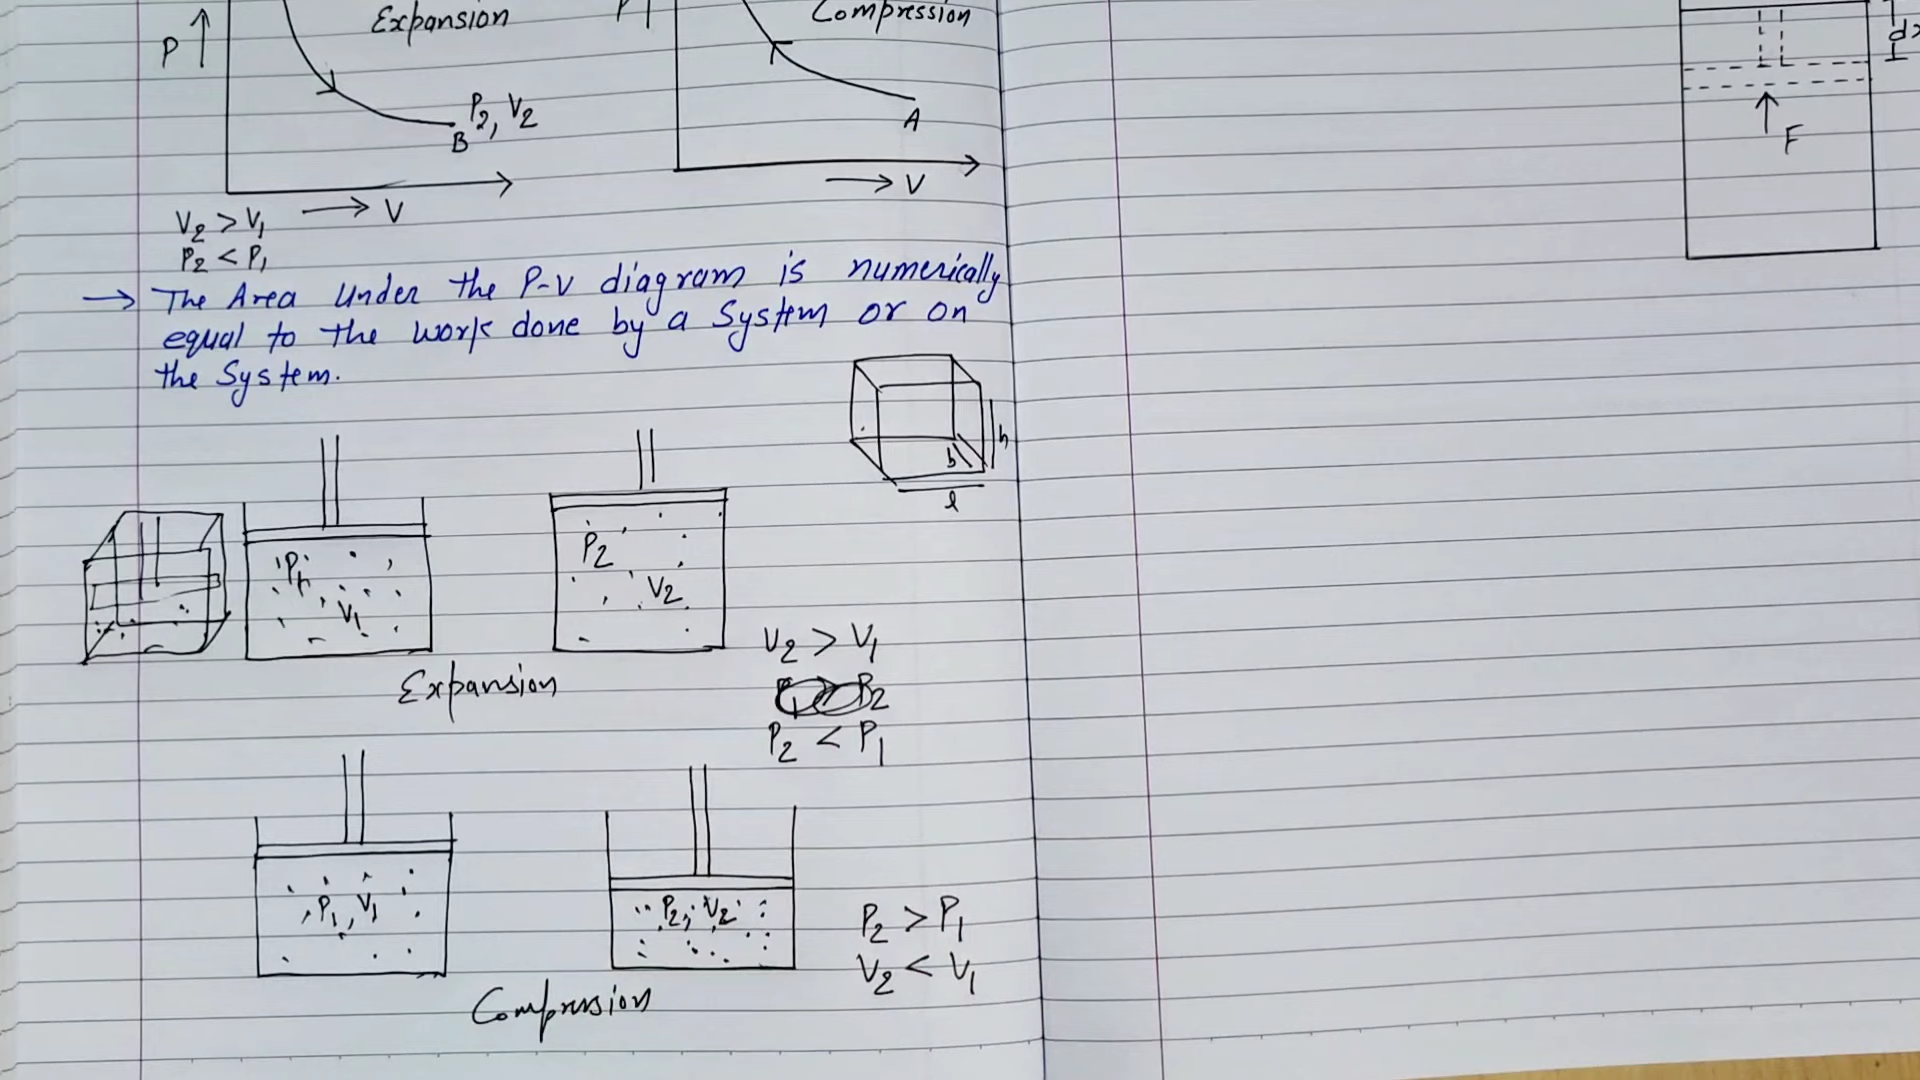 Expansion
Compression
P
P2, V2
B
A
V
V
V2 > V1
P2 < P1
→ The Area Under the P-V diagram is numerically
equal to the work done by a System or on
the System.
F
h
b
l
P1
V1
P2
V2
V2 > V1
P2
P2 < P1
Expansion
P1, V1
P2, V2
P2 > P1
V2 < V1
Compression